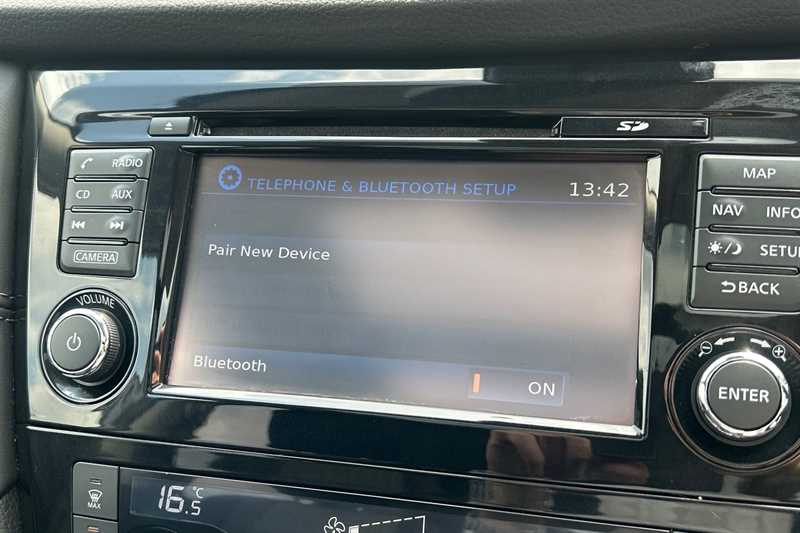 SD
RADIO
CD AUX
CAMERA
VOLUME
TELEPHONE & BLUETOOTH SETUP 13:42
Pair New Device
Bluetooth ON
MAP
NAV INFO
SETU
BACK
ENTER
MAX
16.5 °C